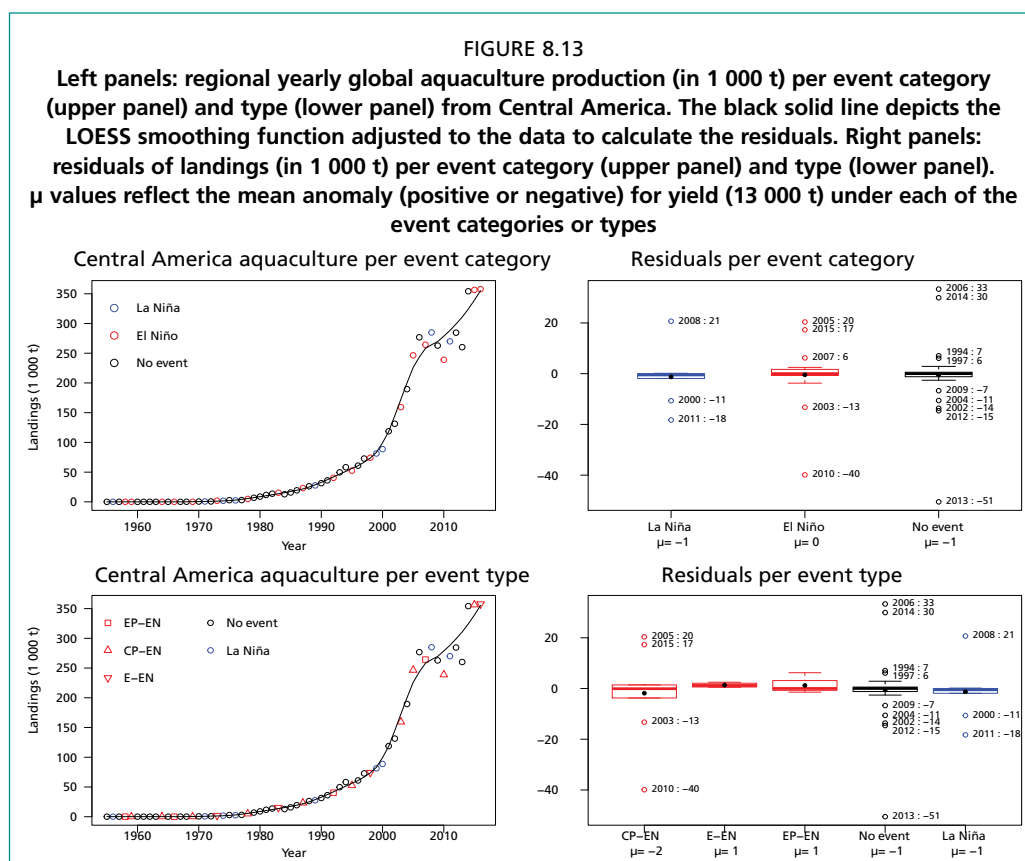 FIGURE 8.13
Left panels: regional yearly global aquaculture production (in 1 000 t) per event category
(upper panel) and type (lower panel) from Central America. The black solid line depicts the
LOESS smoothing function adjusted to the data to calculate the residuals. Right panels:
residuals of landings (in 1 000 t) per event category (upper panel) and type (lower panel).
µ values reflect the mean anomaly (positive or negative) for yield (13 000 t) under each of the
event categories or types
Central America aquaculture per event category
Landings (1 000 t)
350
300
250
200
150
100
50
0
La Niña
El Niño
No event
1960 1970 1980 1990 2000 2010
Year
Residuals per event category
20
0
−20
−40
2008 : 21
2000 : −11
2011 : −18
2005 : 20
2015 : 17
2007 : 6
2003 : −13
2010 : −40
2006 : 33
2014 : 30
1994 : 7
1997 : 6
2009 : −7
2004 : −11
2002 : −14
2012 : −15
2013 : −51
La Niña El Niño No event
µ= −1 µ= 0 µ= −1
Central America aquaculture per event type
Landings (1 000 t)
350
300
250
200
150
100
50
0
EP−EN No event
CP−EN La Niña
E−EN
1960 1970 1980 1990 2000 2010
Year
Residuals per event type
20
0
−20
−40
2005 : 20
2015 : 17
2003 : −13
2010 : −40
2006 : 33
2014 : 30
1994 : 7
1997 : 6
2009 : −7
2004 : −11
2002 : −14
2012 : −15
2013 : −51
2008 : 21
2000 : −11
2011 : −18
CP−EN E−EN EP−EN No event La Niña
µ= −2 µ= 1 µ= 1 µ= −1 µ= −1